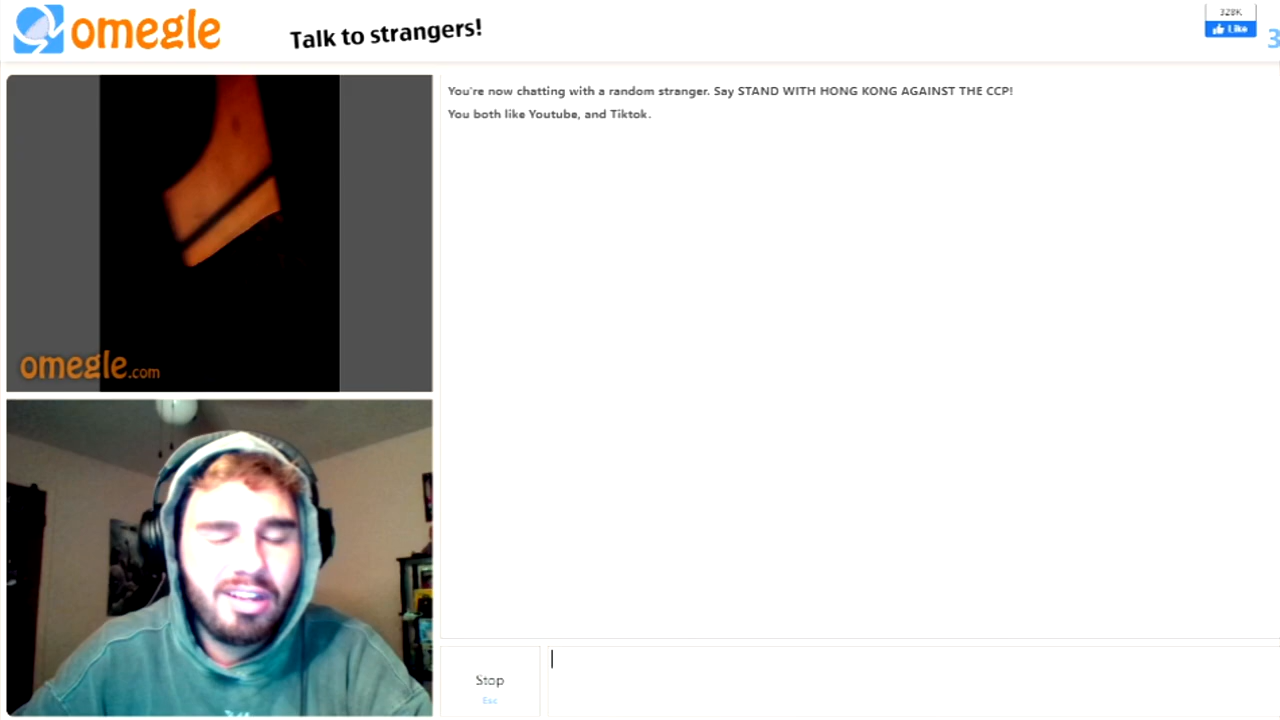 omegle
Talk to strangers!
328K
Like
3
You're now chatting with a random stranger. Say STAND WITH HONG KONG AGAINST THE CCP!
You both like Youtube, and Tiktok.
omegle.com
Stop
Esc